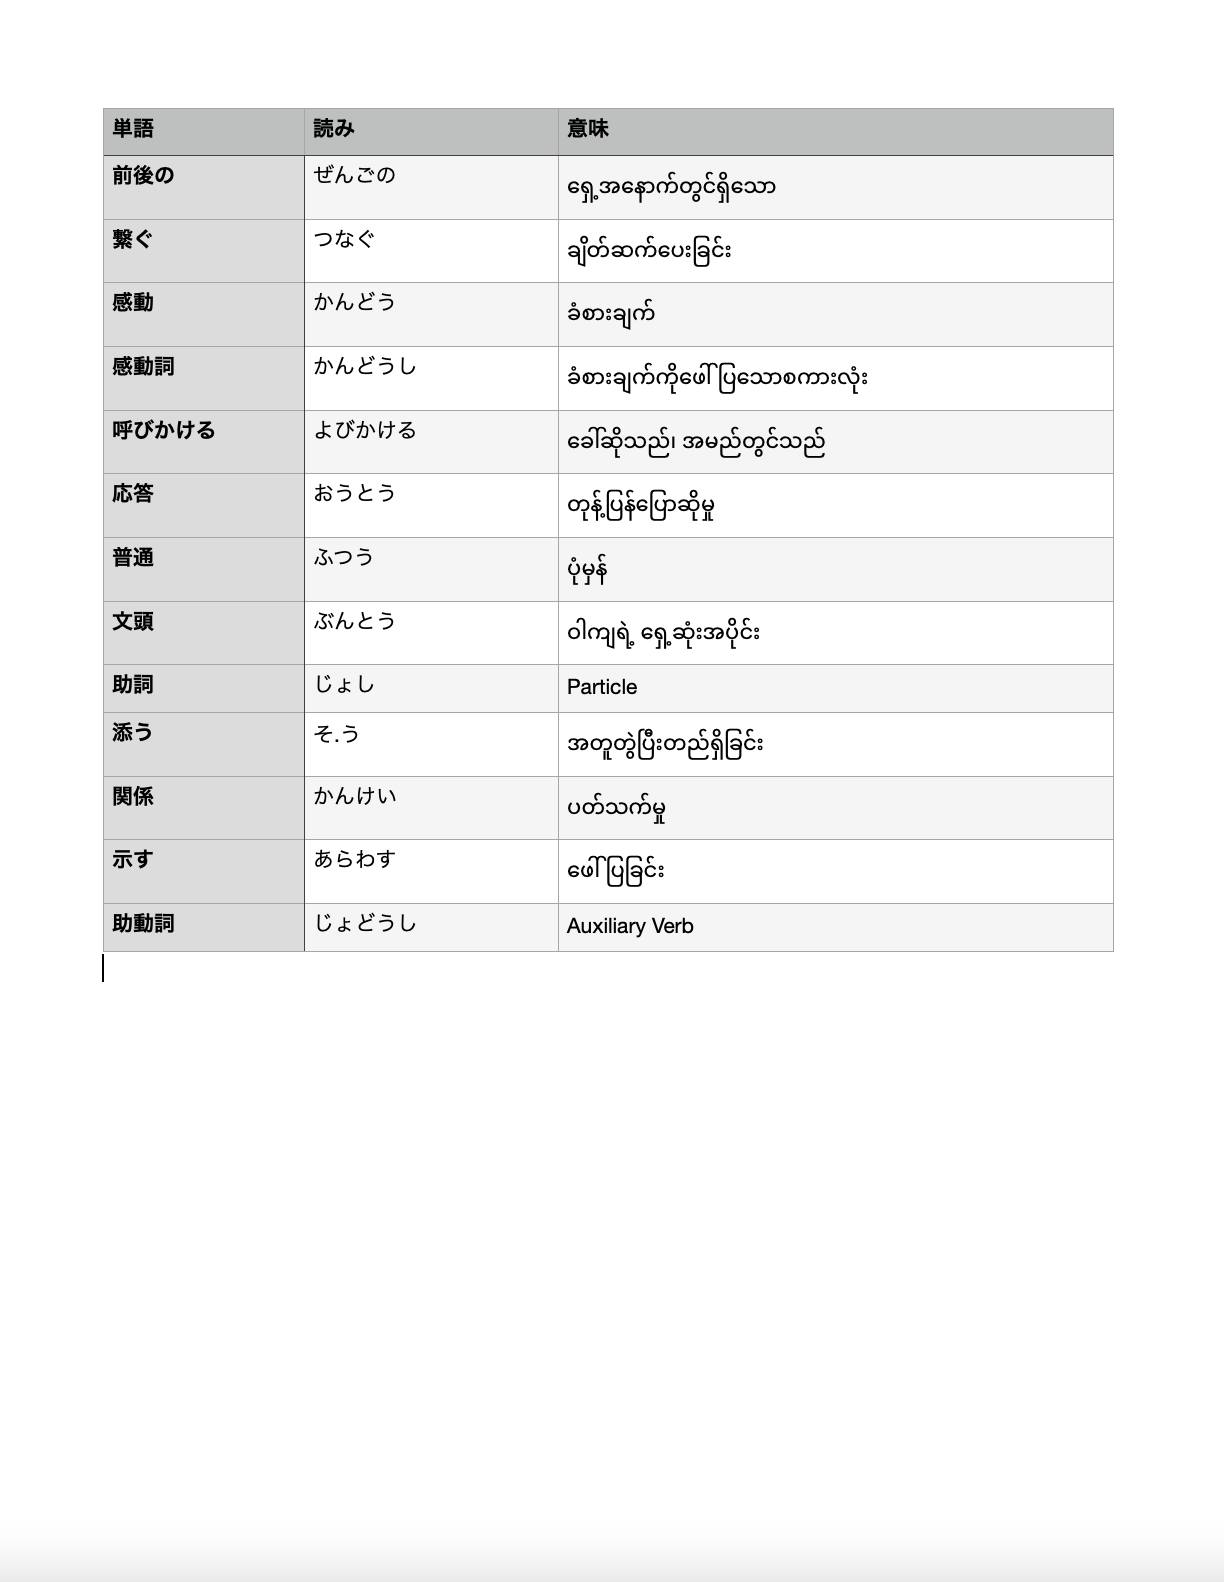 単語 読み 意味
前後の ぜんごの ရှေ့အနောက်တွင်ရှိသော
繋ぐ つなぐ ချိတ်ဆက်ပေးခြင်း
感動 かんどう ခံစားချက်
感動詞 かんどうし ခံစားချက်ကိုဖေါ်ပြသောစကားလုံး
呼びかける よびかける ခေါ်ဆိုသည်၊ အမည်တွင်သည်
応答 おうとう တုန့်ပြန်ပြောဆိုမှု
普通 ふつう ပုံမှန်
文頭 ぶんとう ဝါကျရဲ့ ရှေ့ဆုံးအပိုင်း
助詞 じょし Particle
添う そ.う အတူတွဲပြီးတည်ရှိခြင်း
関係 かんけい ပတ်သက်မှု
示す あらわす ဖေါ်ပြခြင်း
助動詞 じょどうし Auxiliary Verb